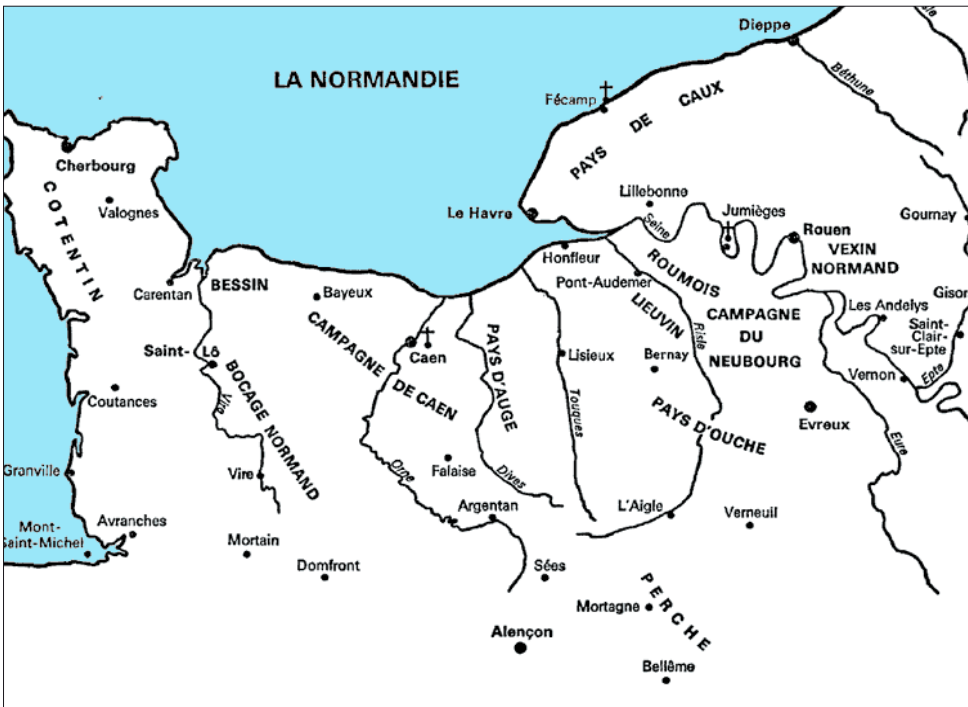 LA NORMANDIE
Dieppe
Béthune
Fécamp
PAYS DE CAUX
Cherbourg
COTENTIN
Valognes
Le Havre
Lillebonne
Seine
Jumièges
Rouen
Gournay
VEXIN
NORMAND
Honfleur
ROUMOIS
Pont-Audemer
Carentan
BESSIN
Bayeux
LIEUVIN
Risle
CAMPAGNE
DU
NEUBOURG
Les Andelys
Gisor
Saint-
Clair-
sur-Epte
Epte
Vernon
CAMPAGNE DE CAEN
Caen
PAYS D'AUGE
Lisieux
Bernay
Saint-Lô
Vire
BOCAGE NORMAND
Coutances
Touques
PAYS D'OUCHE
Evreux
Eure
Granville
Vire
Orne
Falaise
Dives
Argentan
L'Aigle
Verneuil
Avranches
Mont-
Saint-Michel
Mortain
Domfront
Sées
PERCHE
Mortagne
Alençon
Bellême